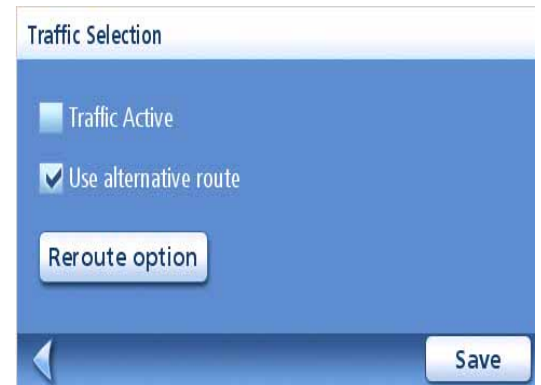 Traffic Selection
Traffic Active
Use alternative route
Reroute option
Save